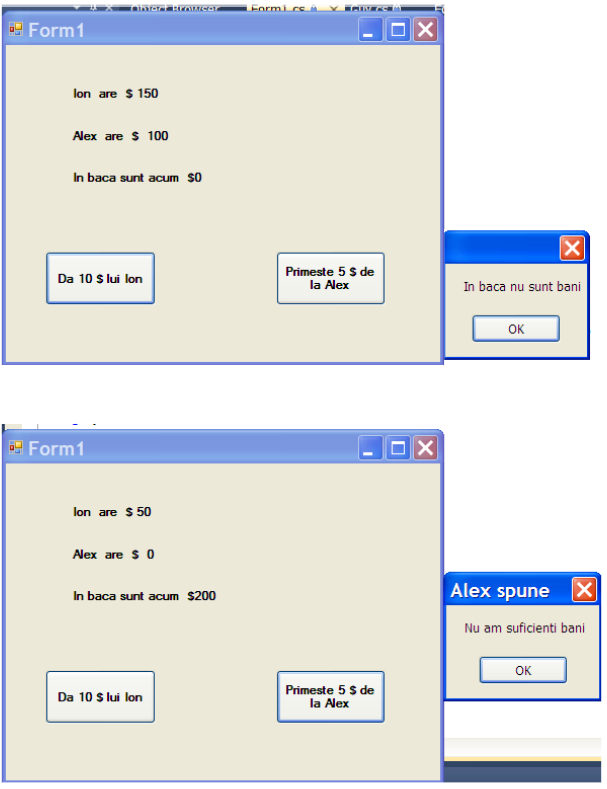 Object Browser Form1.cs Guy.cs
Form1
Ion are $ 150
Alex are $ 100
In baca sunt acum $0
Da 10 $ lui Ion
Primeste 5 $ de
la Alex
In baca nu sunt bani
OK
Form1
Ion are $ 50
Alex are $ 0
In baca sunt acum $200
Da 10 $ lui Ion
Primeste 5 $ de
la Alex
Alex spune
Nu am suficienti bani
OK